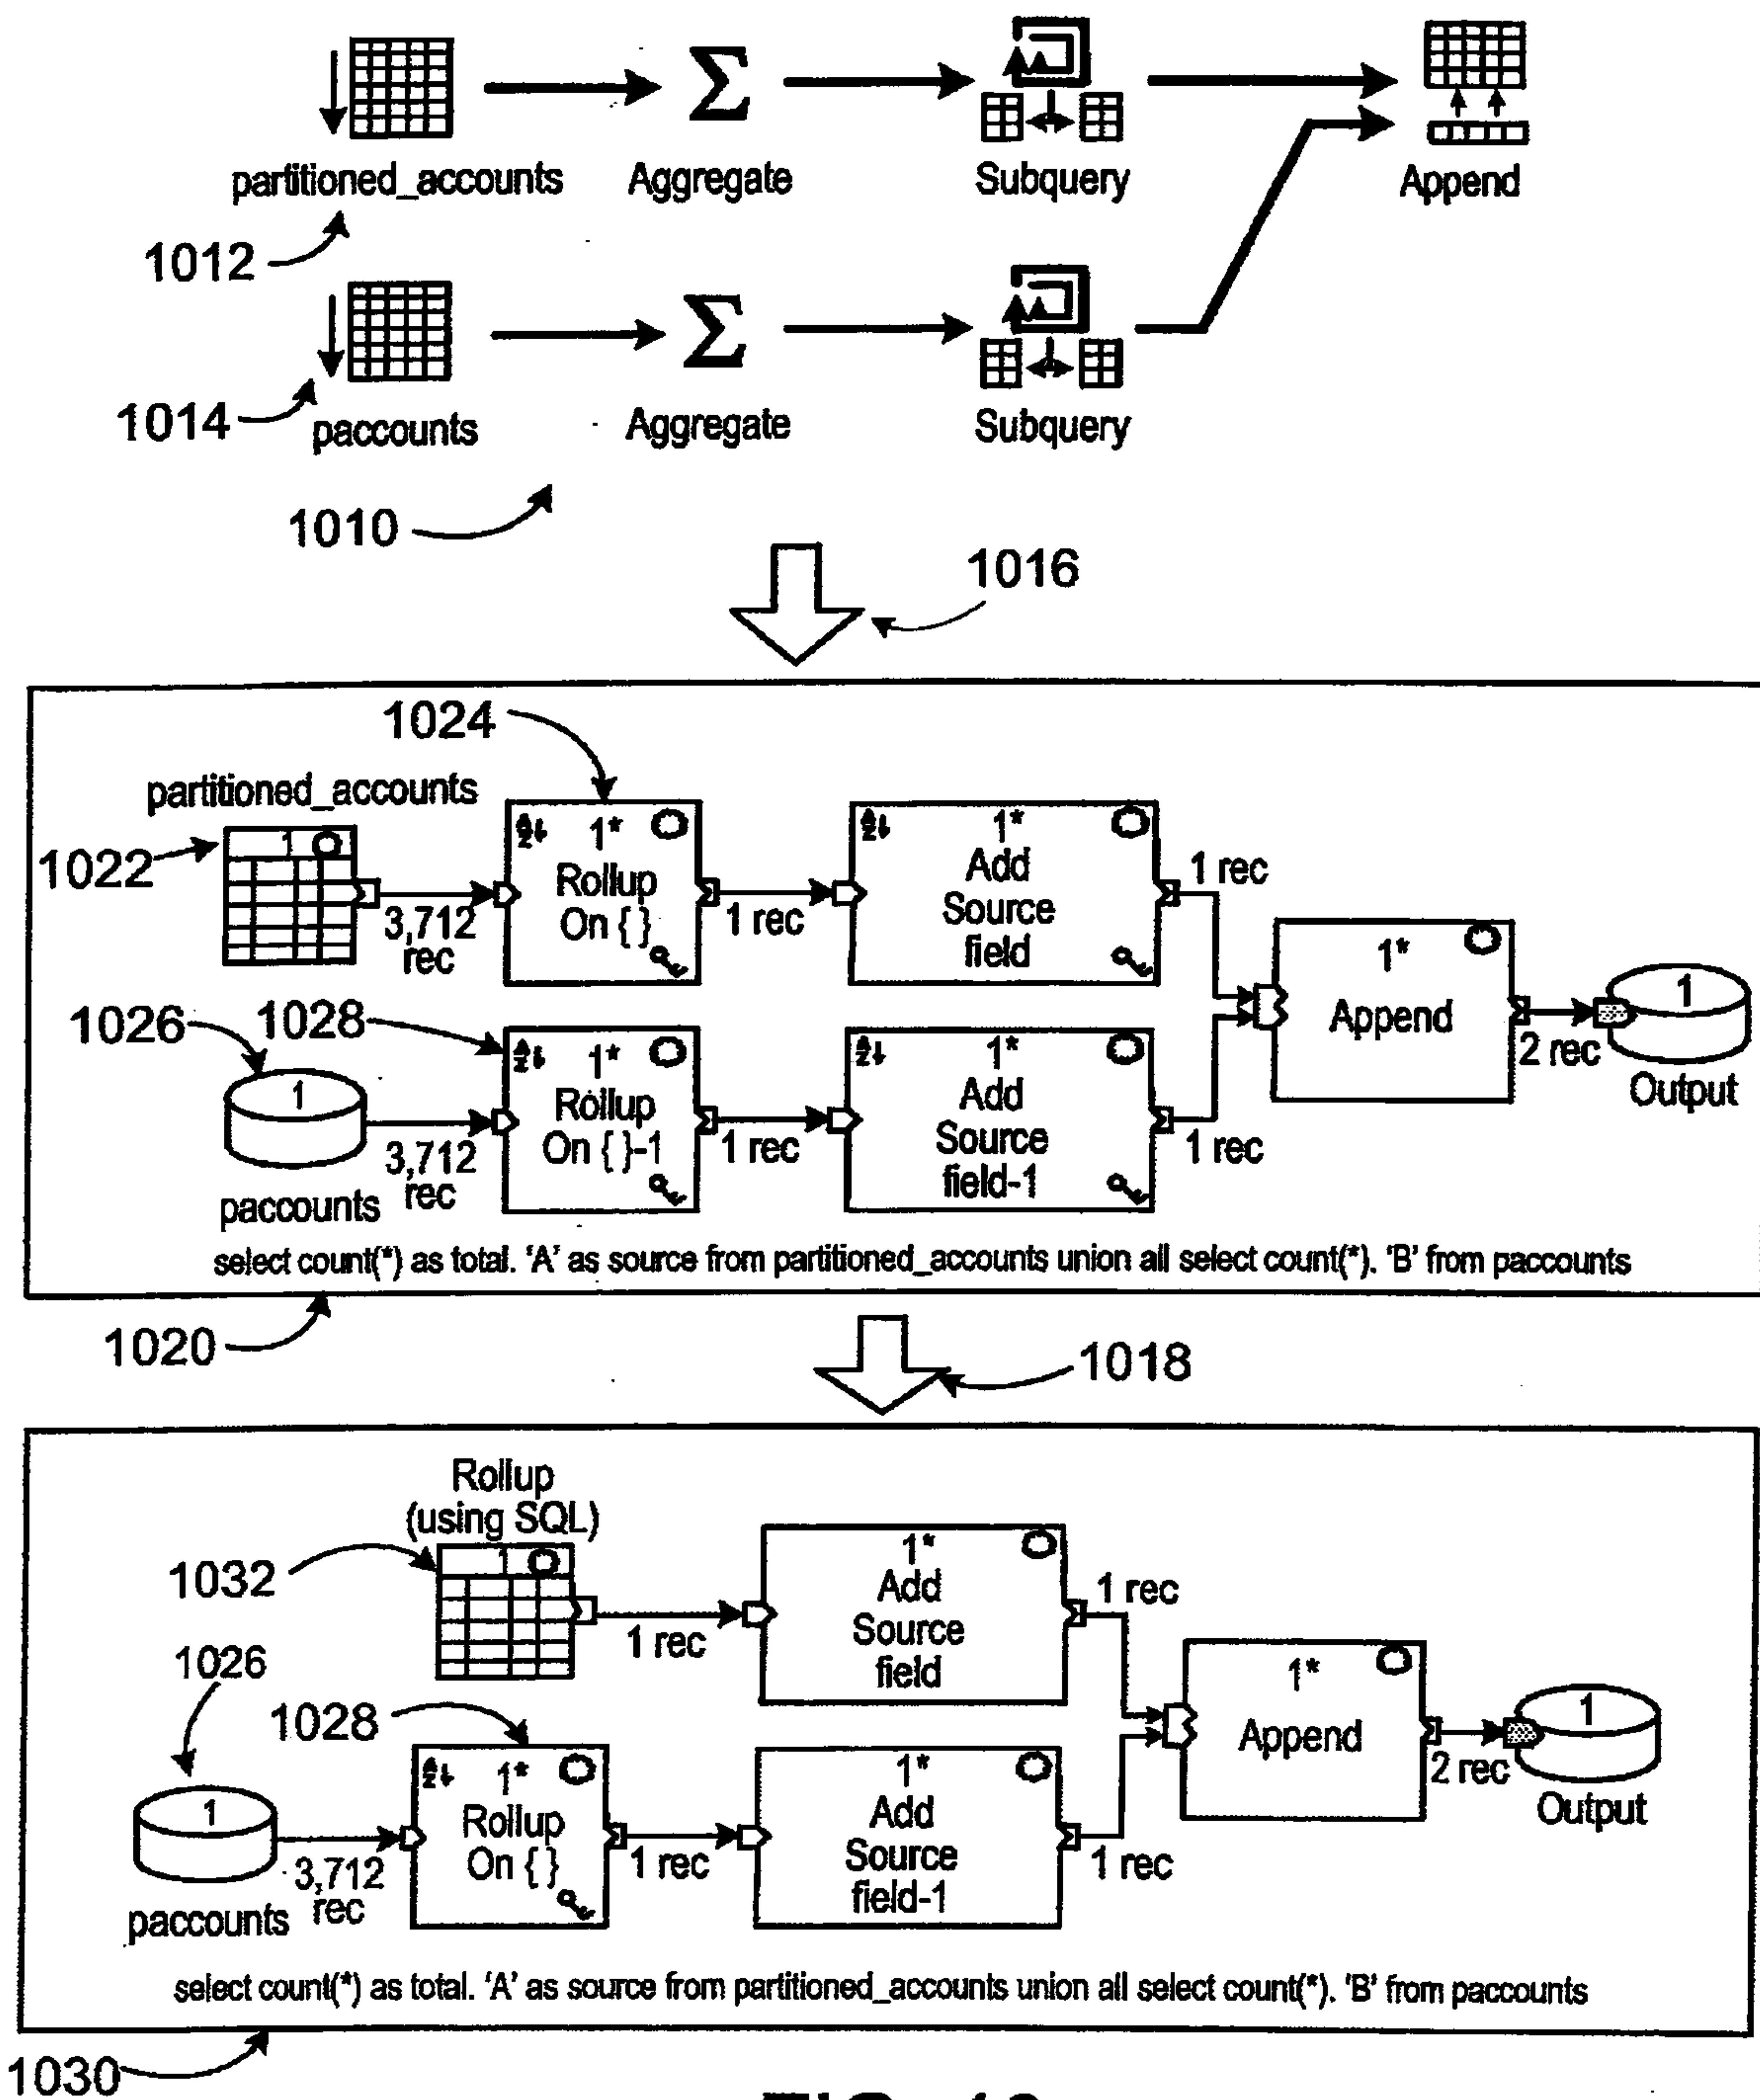 partitioned_accounts
Aggregate
Subquery
Append
1012
1014
paccounts
Aggregate
Subquery
1010
1016
1024
partitioned_accounts
1022
1
3,712
rec
1*
Rollup
On { }
1 rec
1*
Add
Source
field
1 rec
1026
1028
1
paccounts
3,712
rec
1*
Rollup
On { }-1
1 rec
1*
Add
Source
field-1
1 rec
1*
Append
2 rec
1
Output
select count(*) as total. 'A' as source from partitioned_accounts union all select count(*). 'B' from paccounts
1020
1018
Rollup
(using SQL)
1032
1
1 rec
1*
Add
Source
field
1 rec
1026
1028
1
paccounts
3,712
rec
1*
Rollup
On { }
1 rec
1*
Add
Source
field-1
1 rec
1*
Append
2 rec
1
Output
select count(*) as total. 'A' as source from partitioned_accounts union all select count(*). 'B' from paccounts
1030